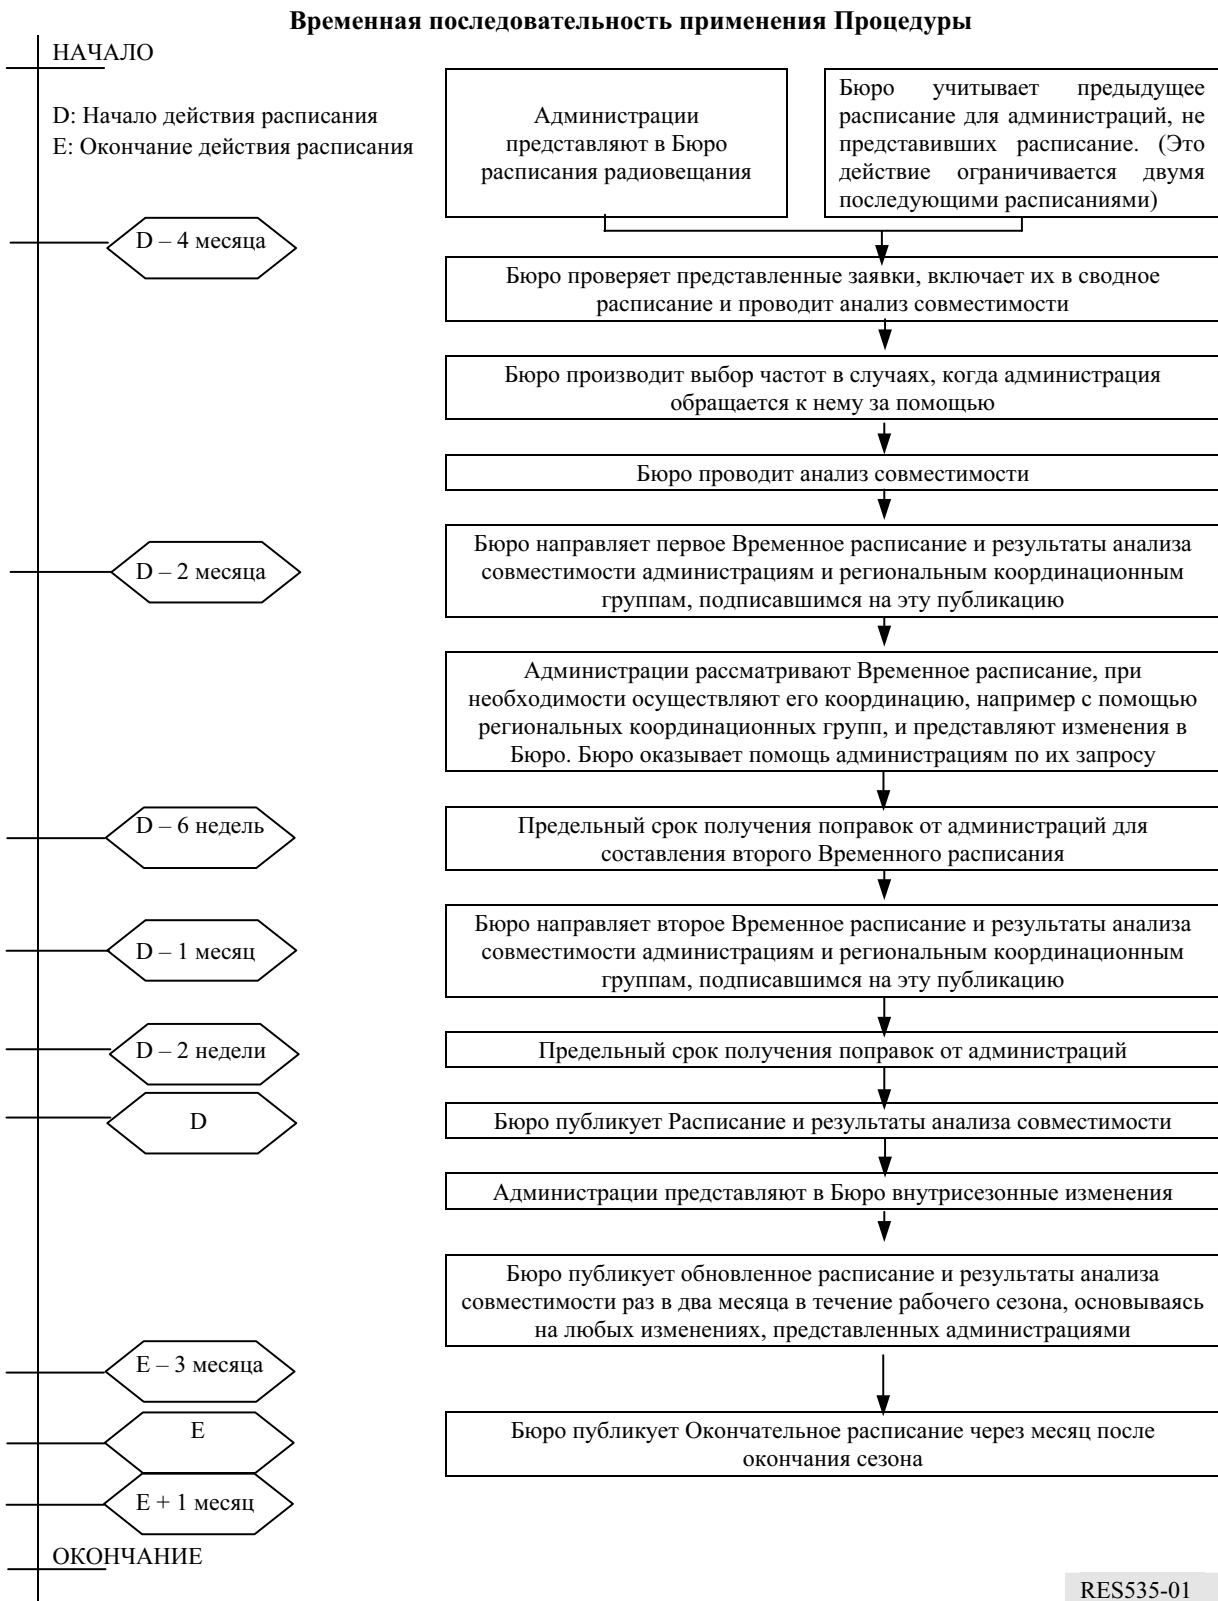 Временная последовательность применения Процедуры
НАЧАЛО
D: Начало действия расписания
E: Окончание действия расписания
Администрации
представляют в Бюро
расписания радиовещания
Бюро учитывает предыдущее
расписание для администраций, не
представивших расписание. (Это
действие ограничивается двумя
последующими расписаниями)
D – 4 месяца
Бюро проверяет представленные заявки, включает их в сводное
расписание и проводит анализ совместимости
Бюро производит выбор частот в случаях, когда администрация
обращается к нему за помощью
Бюро проводит анализ совместимости
D – 2 месяца
Бюро направляет первое Временное расписание и результаты анализа
совместимости администрациям и региональным координационным
группам, подписавшимся на эту публикацию
Администрации рассматривают Временное расписание, при
необходимости осуществляют его координацию, например с помощью
региональных координационных групп, и представляют изменения в
Бюро. Бюро оказывает помощь администрациям по их запросу
D – 6 недель
Предельный срок получения поправок от администраций для
составления второго Временного расписания
D – 1 месяц
Бюро направляет второе Временное расписание и результаты анализа
совместимости администрациям и региональным координационным
группам, подписавшимся на эту публикацию
D – 2 недели
Предельный срок получения поправок от администраций
D
Бюро публикует Расписание и результаты анализа совместимости
Администрации представляют в Бюро внутрисезонные изменения
Бюро публикует обновленное расписание и результаты анализа
совместимости раз в два месяца в течение рабочего сезона, основываясь
на любых изменениях, представленных администрациями
E – 3 месяца
E
Бюро публикует Окончательное расписание через месяц после
окончания сезона
E + 1 месяц
ОКОНЧАНИЕ
RES535-01